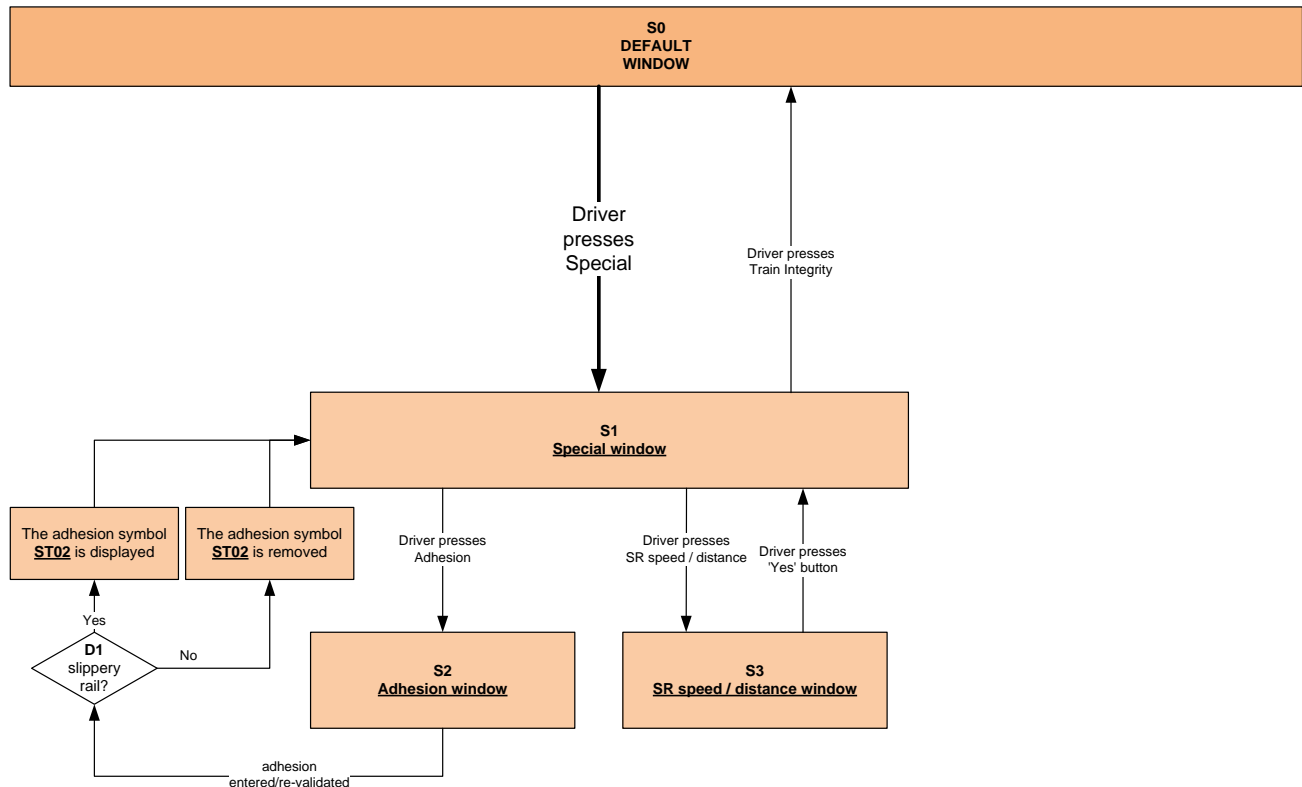 S0
DEFAULT
WINDOW
Driver
presses
Special
Driver presses
Train Integrity
S1
Special window
The adhesion symbol
ST02 is displayed
The adhesion symbol
ST02 is removed
Driver presses
Adhesion
Driver presses
SR speed / distance
Driver presses
'Yes' button
Yes
D1
slippery
rail?
No
S2
Adhesion window
S3
SR speed / distance window
adhesion
entered/re-validated